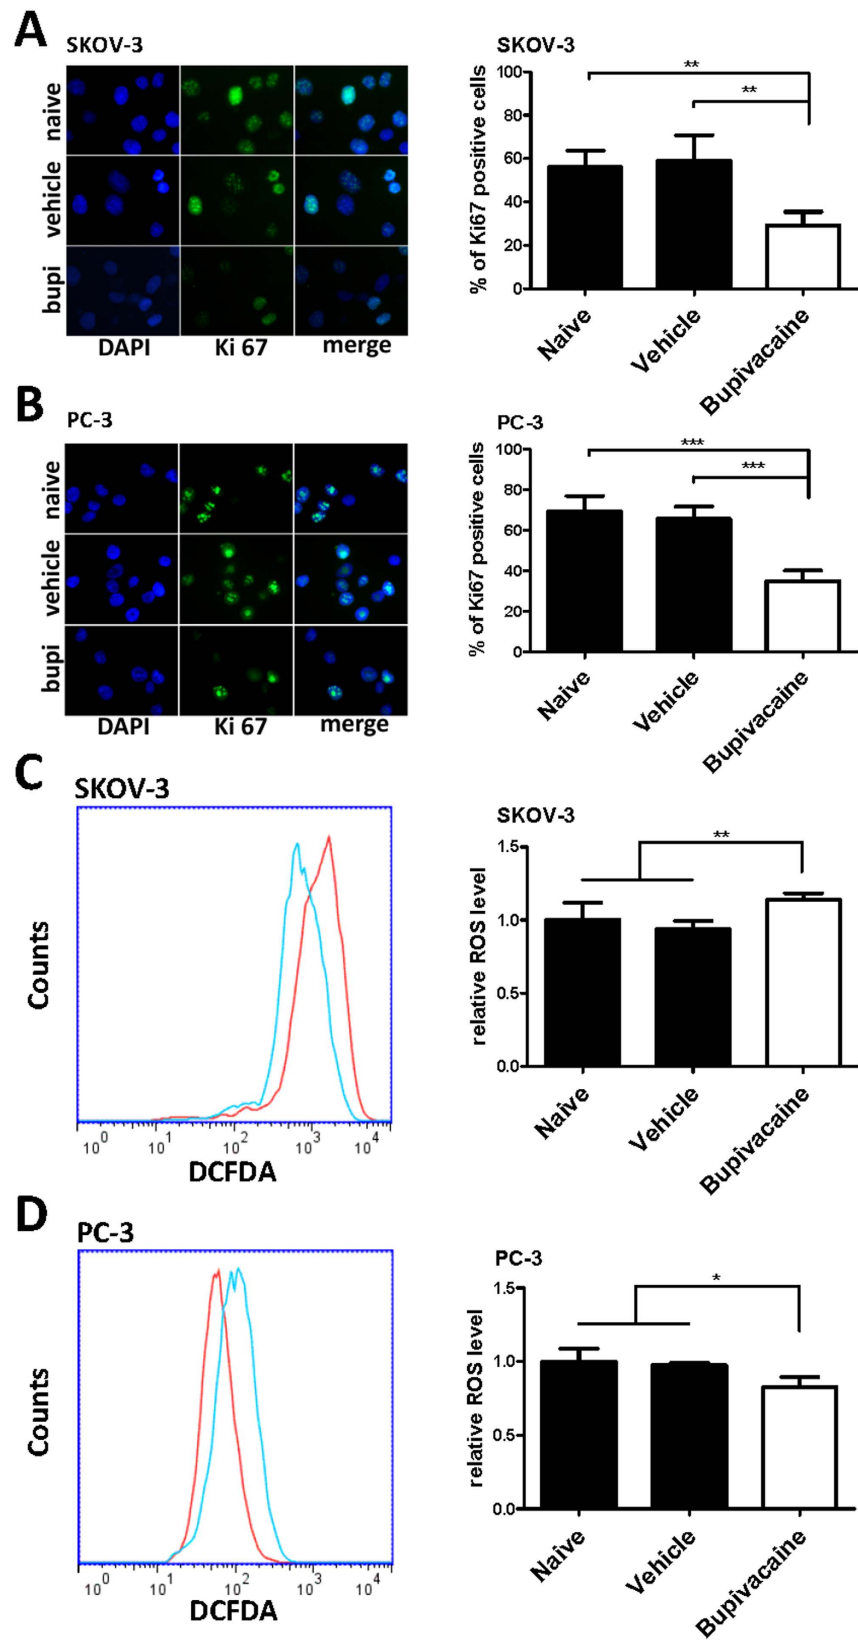 A
SKOV-3
naive
vehicle
bupi
DAPI Ki 67 merge
SKOV-3
% of Ki67 positive cells
100
80
60
40
20
0
**
**
Naive
Vehicle
Bupivacaine
B
PC-3
naive
vehicle
bupi
DAPI Ki 67 merge
PC-3
% of Ki67 positive cells
100
80
60
40
20
0
***
***
Naive
Vehicle
Bupivacaine
C
SKOV-3
Counts
10^0 10^1 10^2 10^3 10^4
DCFDA
SKOV-3
relative ROS level
1.5
1.0
0.5
0.0
**
Naive
Vehicle
Bupivacaine
D
PC-3
Counts
10^0 10^1 10^2 10^3 10^4
DCFDA
PC-3
relative ROS level
1.5
1.0
0.5
0.0
*
Naive
Vehicle
Bupivacaine